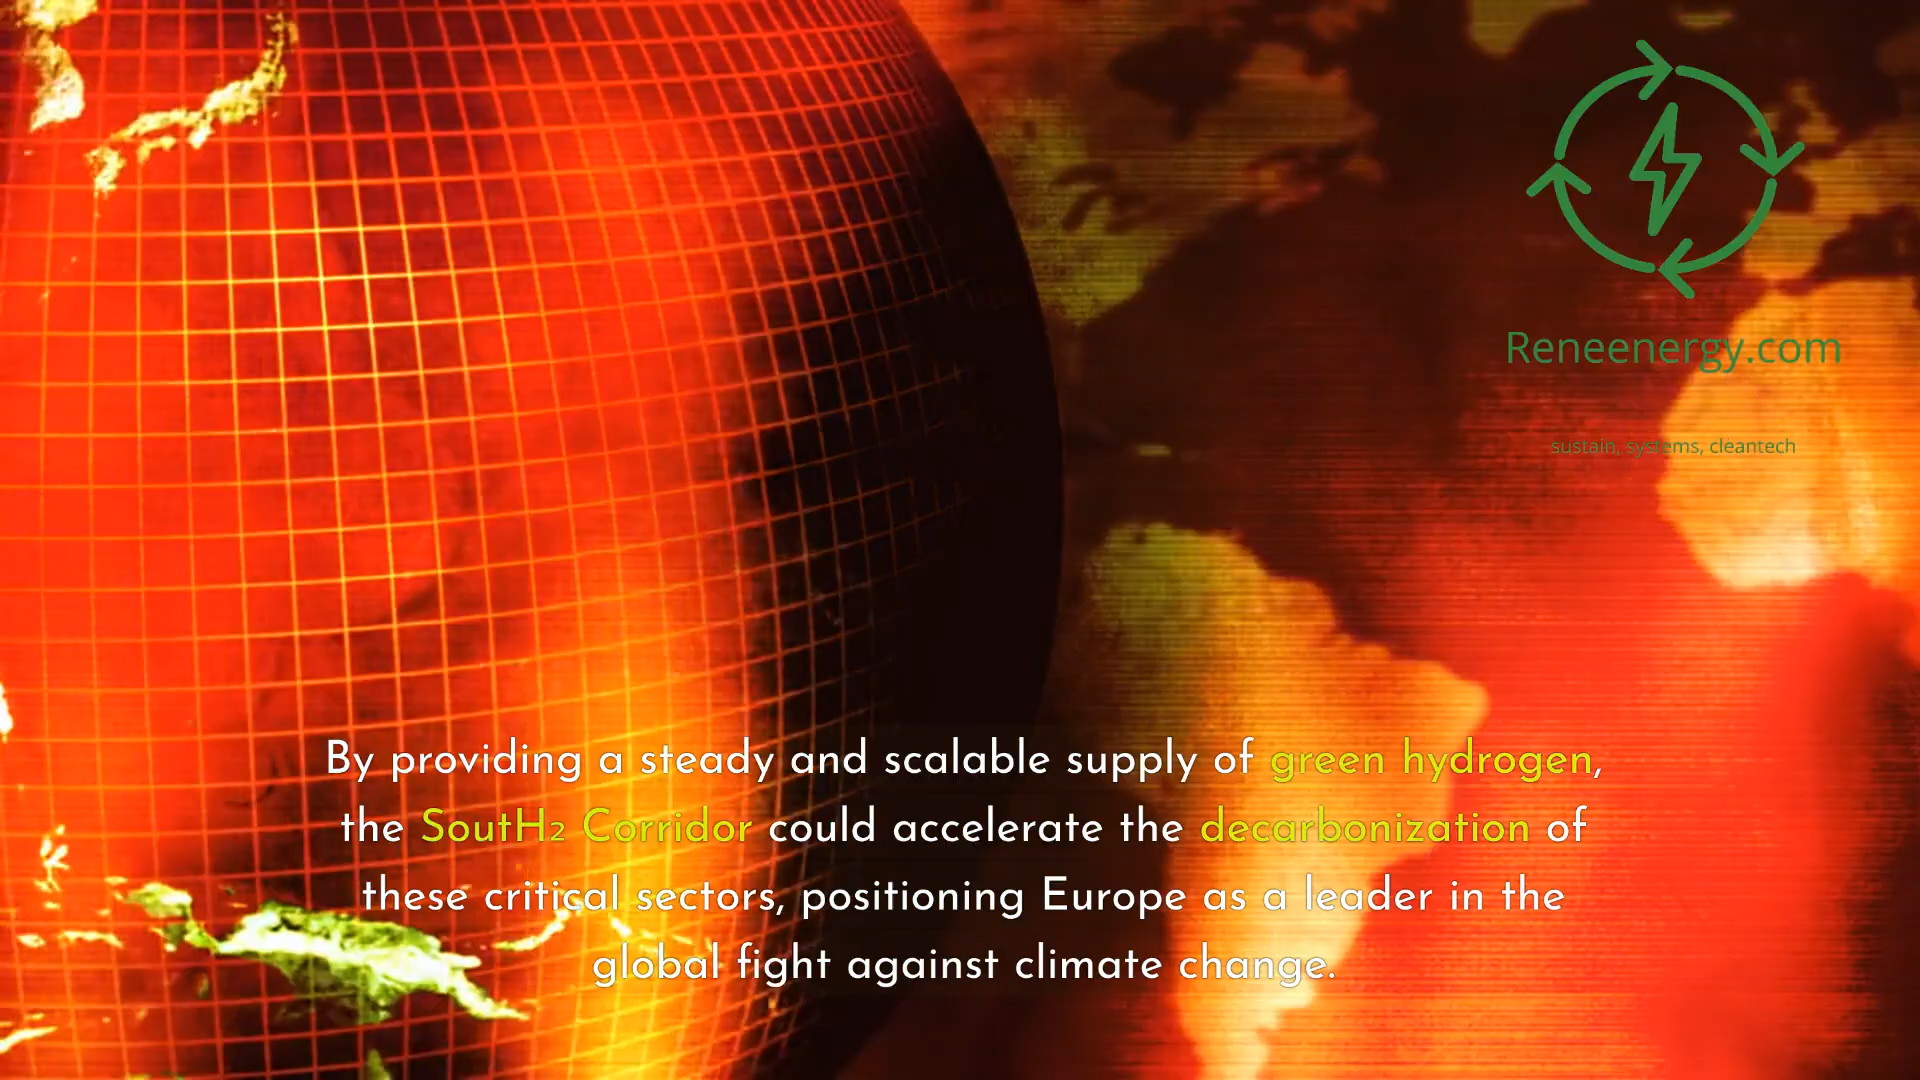 Reneenergy.com
sustain, systems, cleantech
By providing a steady and scalable supply of green hydrogen,
the SoutH2 Corridor could accelerate the decarbonization of
these critical sectors, positioning Europe as a leader in the
global fight against climate change.